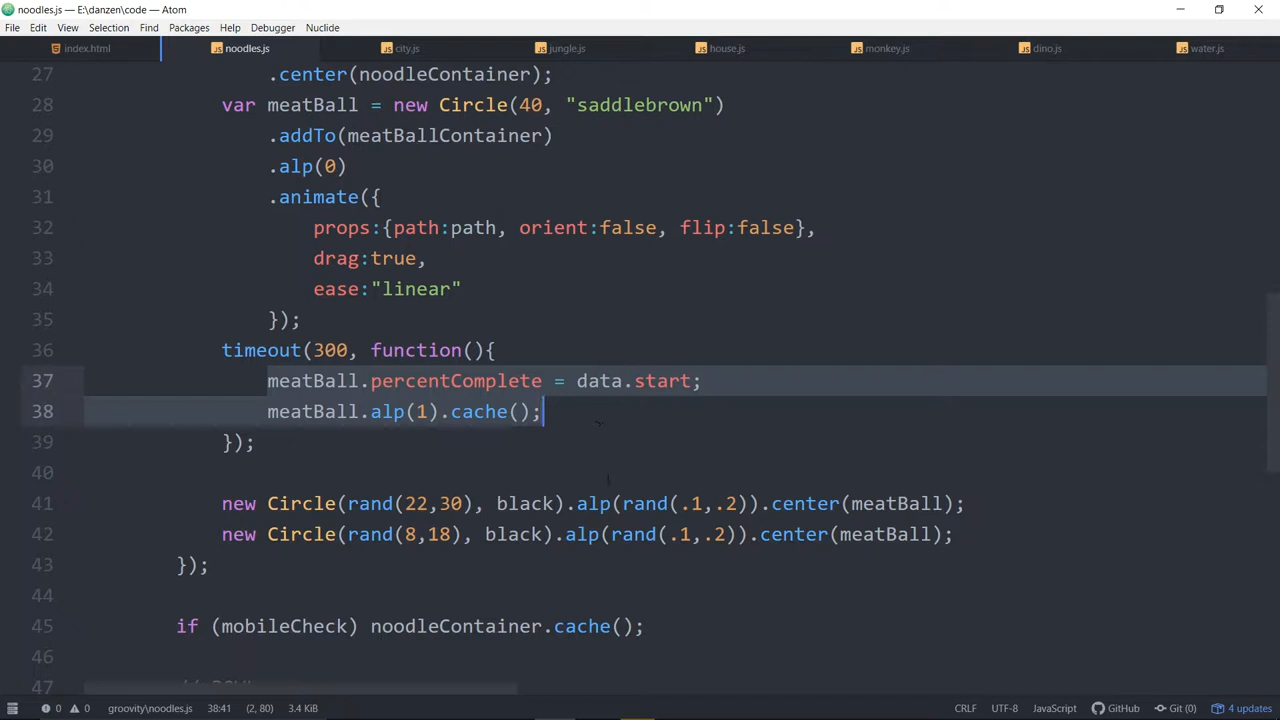 noodles.js — E:\danzen\code — Atom
File Edit View Selection Find Packages Help Debugger Nuclide
index.html noodles.js city.js jungle.js house.js monkey.js dino.js water.js
27 .center(noodleContainer);
28 var meatBall = new Circle(40, "saddlebrown")
29 .addTo(meatBallContainer)
30 .alp(0)
31 .animate({
32 props:{path:path, orient:false, flip:false},
33 drag:true,
34 ease:"linear"
35 });
36 timeout(300, function(){
37 meatBall.percentComplete = data.start;
38 meatBall.alp(1).cache();
39 });
40
41 new Circle(rand(22,30), black).alp(rand(.1,.2)).center(meatBall);
42 new Circle(rand(8,18), black).alp(rand(.1,.2)).center(meatBall);
43 });
44
45 if (mobileCheck) noodleContainer.cache();
46
47 //
0 0 groovity\noodles.js 38:41 (2, 80) 3.4 KiB CRLF UTF-8 JavaScript GitHub Git (0) 4 updates